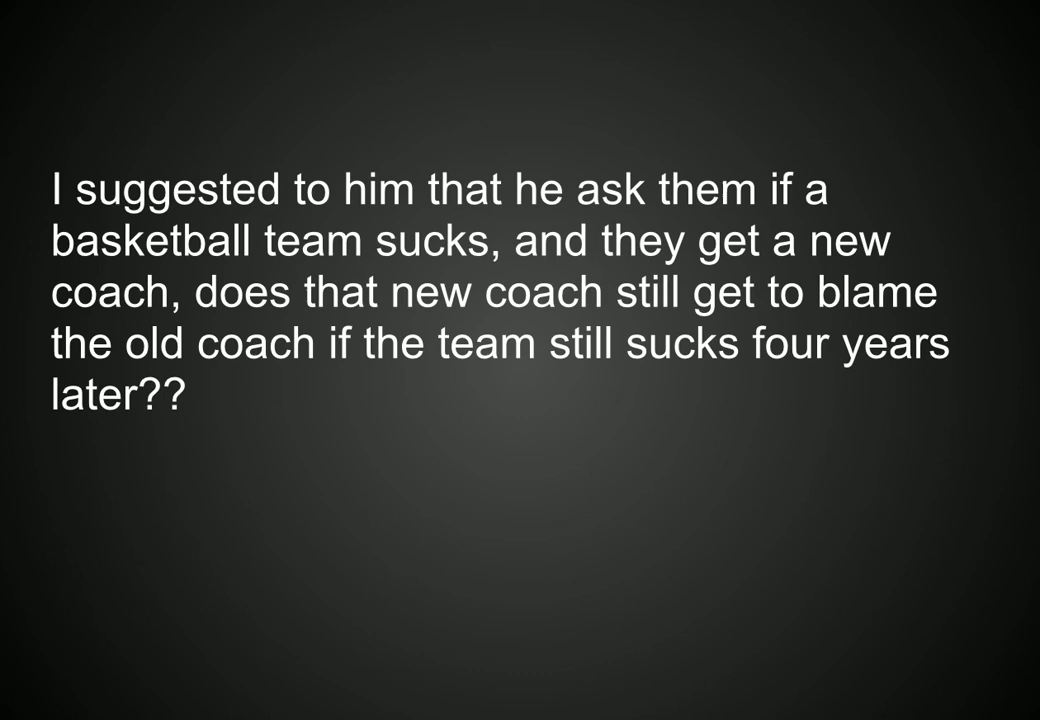 I suggested to him that he ask them if a
basketball team sucks, and they get a new
coach, does that new coach still get to blame
the old coach if the team still sucks four years
later??